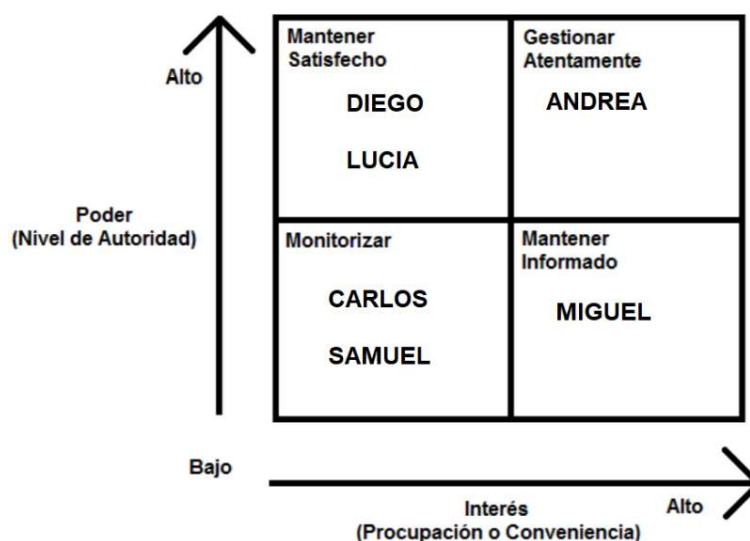 Alto
Poder
(Nivel de Autoridad)
Mantener
Satisfecho
DIEGO
LUCIA
Gestionar
Atentamente
ANDREA
Monitorizar
CARLOS
SAMUEL
Mantener
Informado
MIGUEL
Bajo
Interés
(Procupación o Conveniencia)
Alto